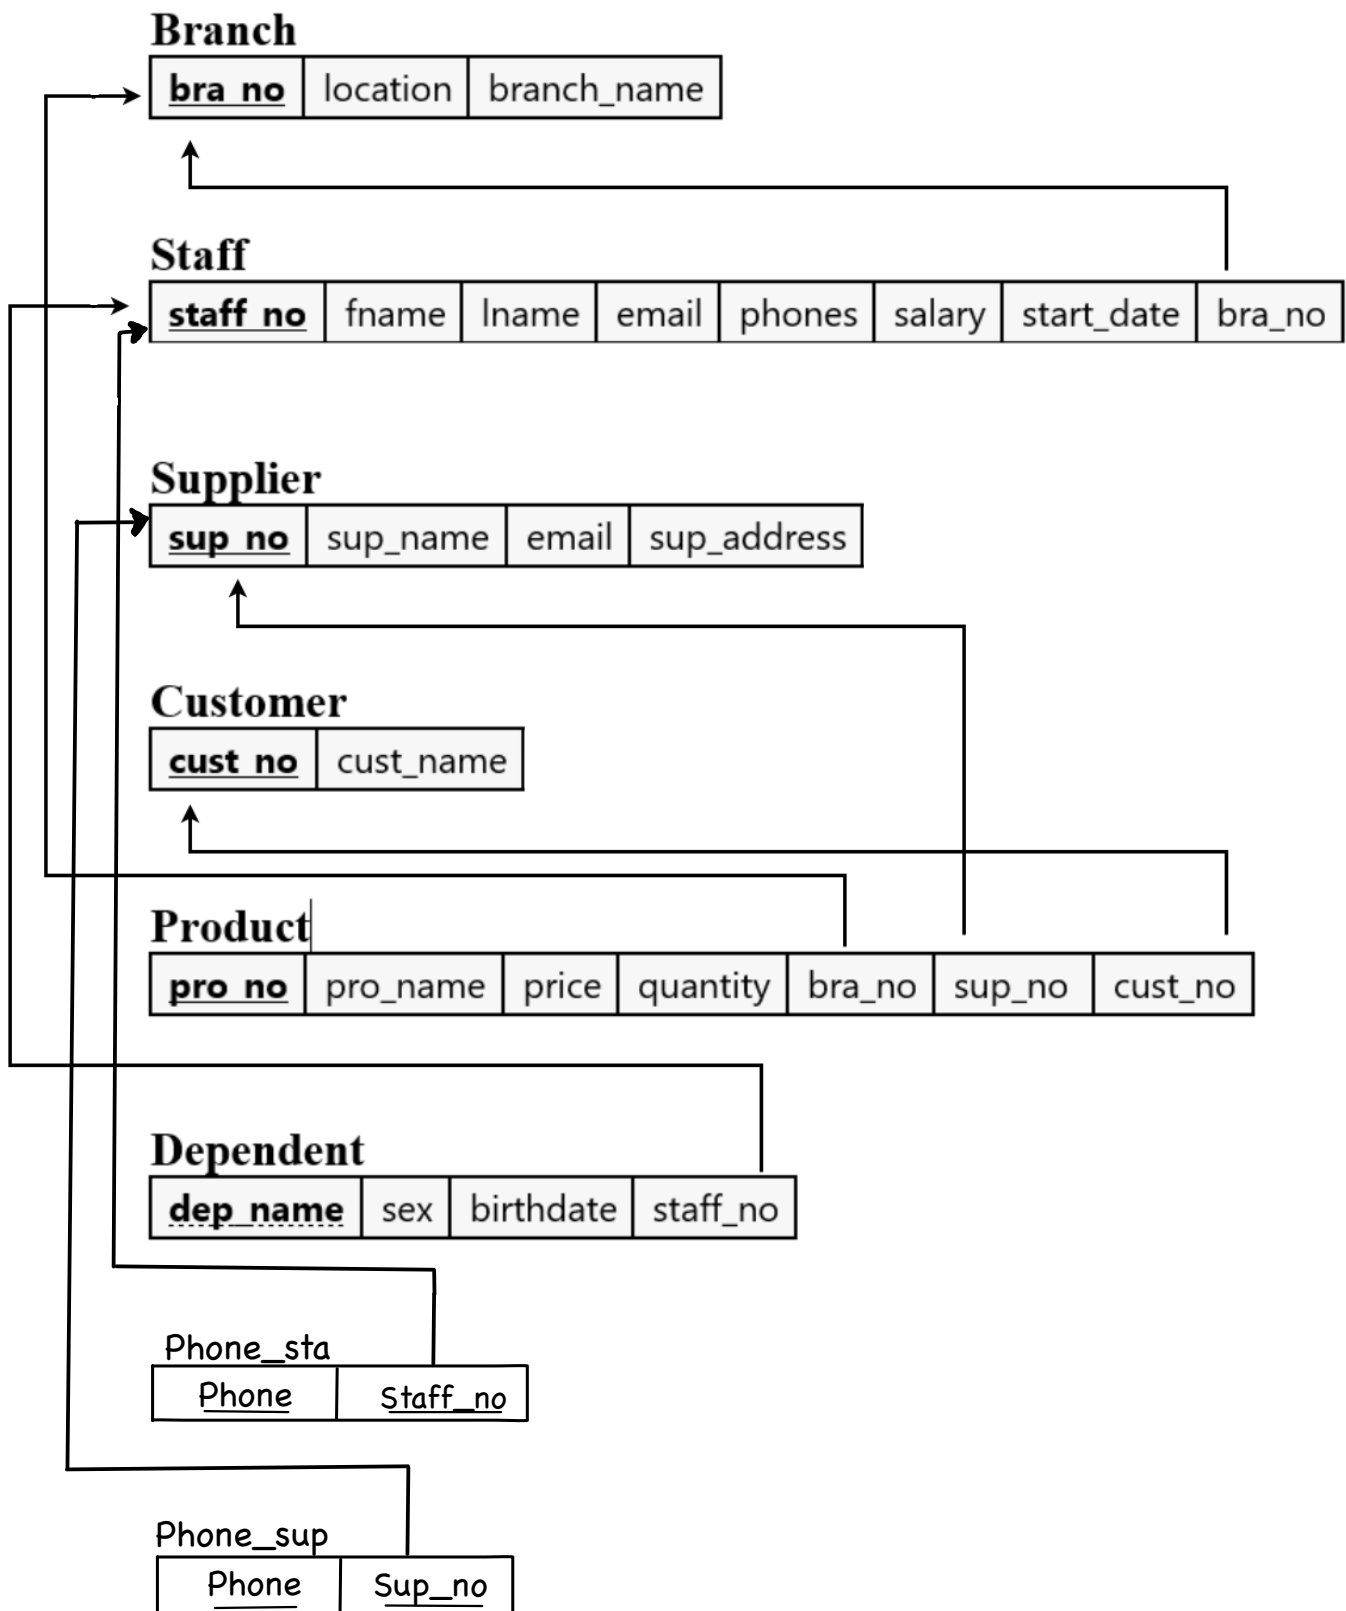 Branch
bra_no location branch_name
Staff
staff_no fname lname email phones salary start_date bra_no
Supplier
sup_no sup_name email sup_address
Customer
cust_no cust_name
Product
pro_no pro_name price quantity bra_no sup_no cust_no
Dependent
dep_name sex birthdate staff_no
Phone_sta
Phone Staff_no
Phone_sup
Phone Sup_no